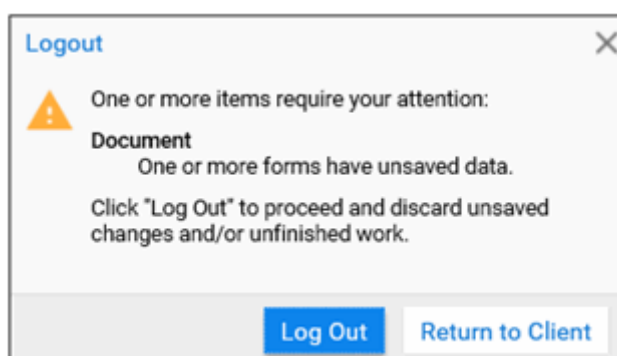 Logout
One or more items require your attention:
Document
One or more forms have unsaved data.
Click "Log Out" to proceed and discard unsaved
changes and/or unfinished work.
Log Out
Return to Client